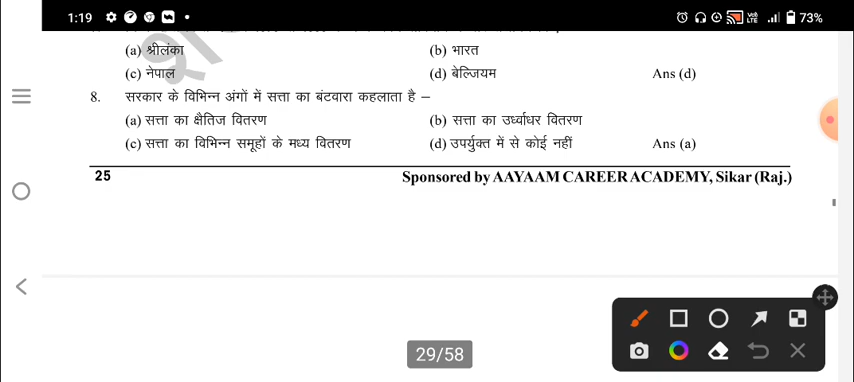 1:19 73%
(a) श्रीलंका (b) भारत
(c) नेपाल (d) बेल्जियम Ans (d)
8. सरकार के विभिन्न अंगों में सत्ता का बंटवारा कहलाता है –
(a) सत्ता का क्षैतिज वितरण (b) सत्ता का उर्ध्वाधर वितरण
(c) सत्ता का विभिन्न समूहों के मध्य वितरण (d) उपर्युक्त में से कोई नहीं Ans (a)
25 Sponsored by AAYAAM CAREER ACADEMY, Sikar (Raj.)
29/58